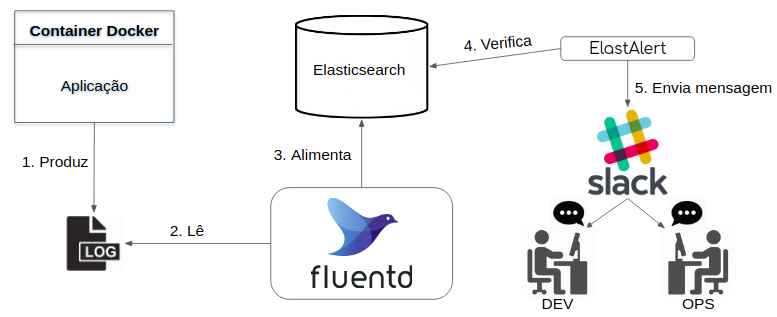 Container Docker
Aplicação
1. Produz
LOG
2. Lê
fluentd
3. Alimenta
Elasticsearch
4. Verifica
ElastAlert
5. Envia mensagem
slack
DEV
OPS